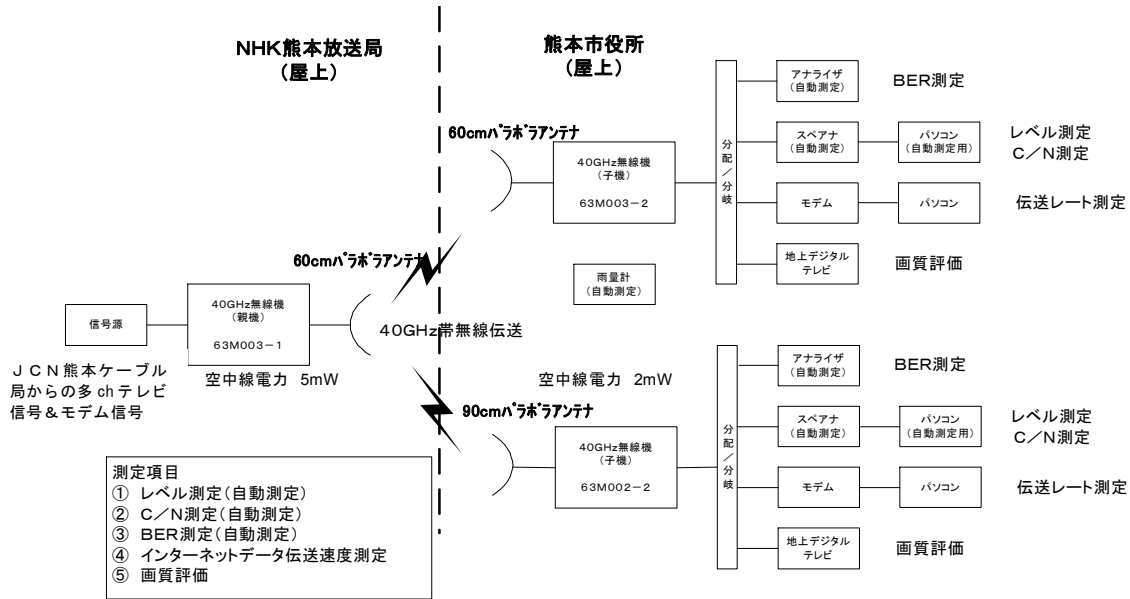 NHK熊本放送局
（屋上）
熊本市役所
（屋上）
60cmパラボラアンテナ
40GHz無線機
（子機）
63M003－2
分配／分岐
アナライザ
（自動測定）
BER測定
スペアナ
（自動測定）
パソコン
（自動測定用）
レベル測定
C／N測定
モデム
パソコン
伝送レート測定
地上デジタル
テレビ
画質評価
60cmパラボラアンテナ
雨量計
（自動測定）
信号源
40GHz無線機
（親機）
63M003－1
40GHz帯無線伝送
JCN熊本ケーブル
局からの多chテレビ
信号＆モデム信号
空中線電力 5mW
空中線電力 2mW
90cmパラボラアンテナ
40GHz無線機
（子機）
63M002－2
分配／分岐
アナライザ
（自動測定）
BER測定
スペアナ
（自動測定）
パソコン
（自動測定用）
レベル測定
C／N測定
モデム
パソコン
伝送レート測定
地上デジタル
テレビ
画質評価
測定項目
① レベル測定（自動測定）
② C／N測定（自動測定）
③ BER測定（自動測定）
④ インターネットデータ伝送速度測定
⑤ 画質評価